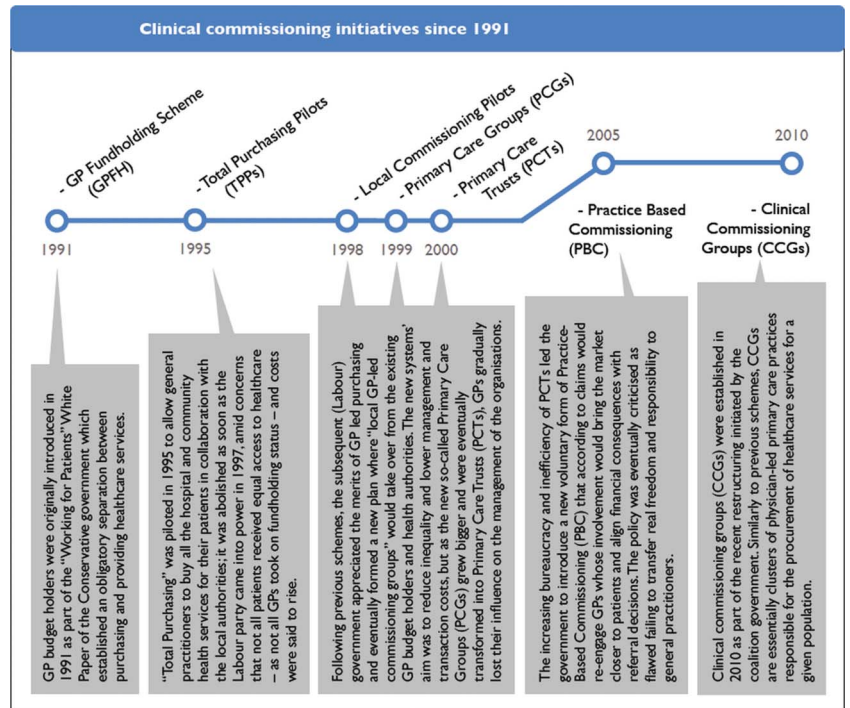 Clinical commissioning initiatives since 1991
- GP Fundholding Scheme
(GPFH)
- Total Purchasing Pilots
(TPPs)
- Local Commissioning Pilots
- Primary Care Groups (PCGs)
- Primary Care
Trusts (PCTs)
2005
2010
1991
1995
1998
1999
2000
- Practice Based
Commissioning
(PBC)
- Clinical
Commissioning
Groups (CCGs)
GP budget holders were originally introduced in
1991 as part of the “Working for Patients” White
Paper of the Conservative government which
established an obligatory separation between
purchasing and providing healthcare services.
“Total Purchasing” was piloted in 1995 to allow general
practitioners to buy all the hospital and community
health services for their patients in collaboration with
the local authorities; it was abolished as soon as the
Labour party came into power in 1997, amid concerns
that not all patients received equal access to healthcare
– as not all GPs took on fundholding status – and costs
were said to rise.
Following previous schemes, the subsequent (Labour)
government appreciated the merits of GP led purchasing
and eventually formed a new plan where “local GP-led
commissioning groups” would take over from the existing
GP budget holders and health authorities. The new systems’
aim was to reduce inequality and lower management and
transaction costs, but as the new so-called Primary Care
Groups (PCGs) grew bigger and were eventually
transformed into Primary Care Trusts (PCTs), GPs gradually
lost their influence on the management of the organisations.
The increasing bureaucracy and inefficiency of PCTs led the
government to introduce a new voluntary form of Practice-
Based Commissioning (PBC) that according to claims would
re-engage GPs whose involvement would bring the market
closer to patients and align financial consequences with
referral decisions. The policy was eventually criticised as
flawed failing to transfer real freedom and responsibility to
general practitioners.
Clinical commissioning groups (CCGs) were established in
2010 as part of the recent restructuring initiated by the
coalition government. Similarly to previous schemes, CCGs
are essentially clusters of physician-led primary care practices
responsible for the procurement of healthcare services for a
given population.